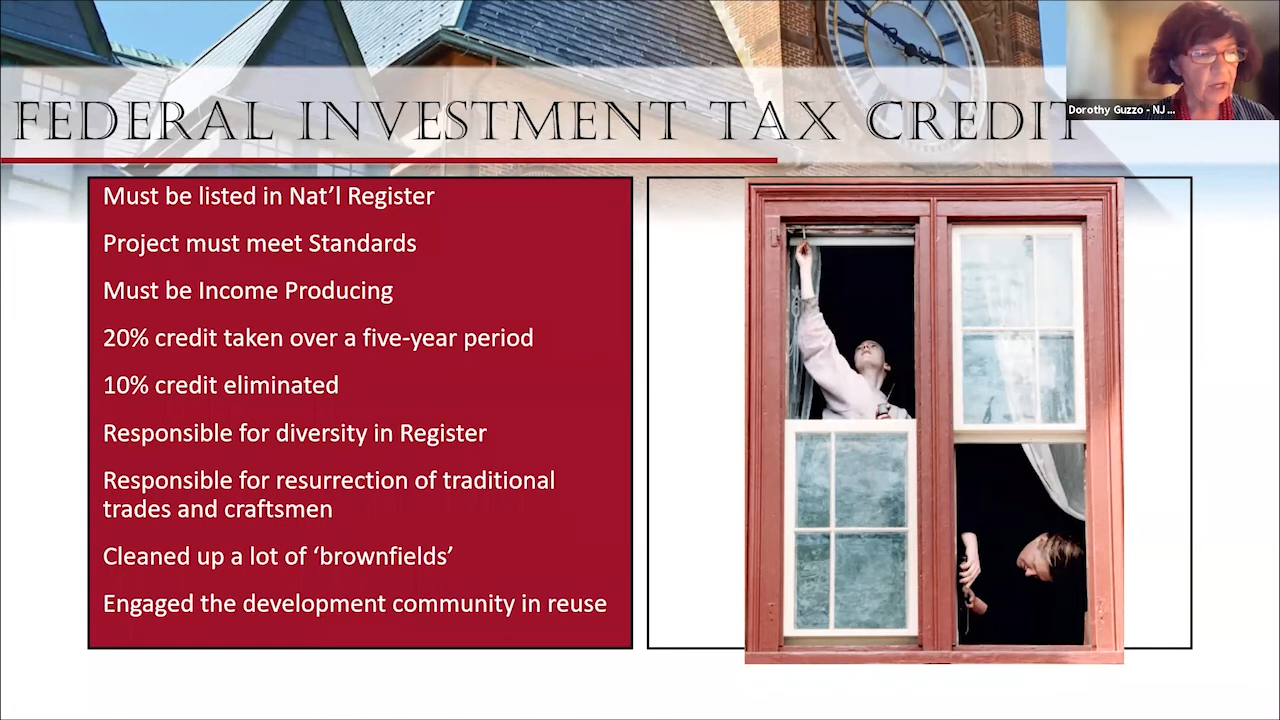 FEDERAL INVESTMENT TAX CREDIT
Dorothy Guzzo - NJ ...
Must be listed in Nat’l Register
Project must meet Standards
Must be Income Producing
20% credit taken over a five-year period
10% credit eliminated
Responsible for diversity in Register
Responsible for resurrection of traditional
trades and craftsmen
Cleaned up a lot of ‘brownfields’
Engaged the development community in reuse